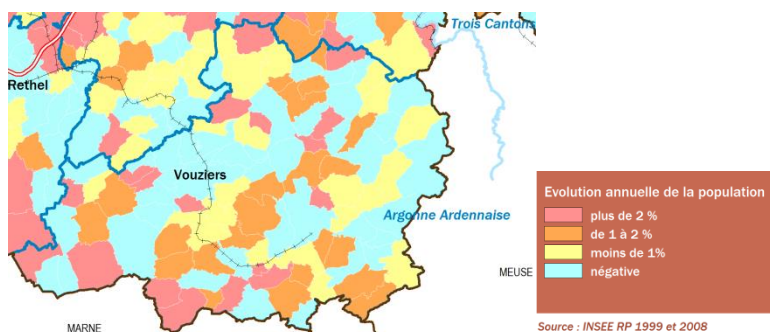 Trois Cantons
Rethel
Vouziers
Argonne Ardennaise
MEUSE
MARNE
Evolution annuelle de la population
plus de 2 %
de 1 à 2 %
moins de 1%
négative
Source : INSEE RP 1999 et 2008